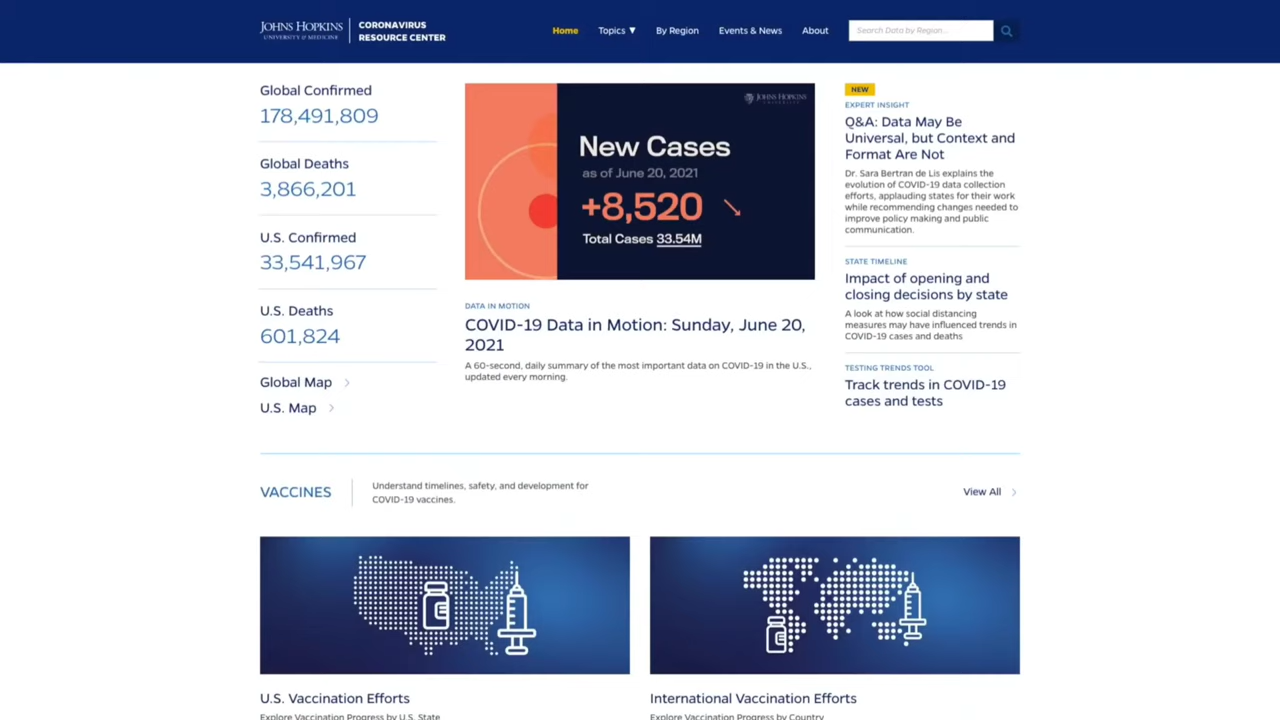 JOHNS HOPKINS
UNIVERSITY & MEDICINE
CORONAVIRUS
RESOURCE CENTER
Home
Topics ▼
By Region
Events & News
About
Search Data by Region...
Global Confirmed
178,491,809
Global Deaths
3,866,201
U.S. Confirmed
33,541,967
U.S. Deaths
601,824
Global Map
U.S. Map
JOHNS HOPKINS
UNIVERSITY
New Cases
as of June 20, 2021
+8,520
Total Cases 33.54M
DATA IN MOTION
COVID-19 Data in Motion: Sunday, June 20,
2021
A 60-second, daily summary of the most important data on COVID-19 in the U.S.,
updated every morning.
NEW
EXPERT INSIGHT
Q&A: Data May Be
Universal, but Context and
Format Are Not
Dr. Sara Bertran de Lis explains the
evolution of COVID-19 data collection
efforts, applauding states for their work
while recommending changes needed to
improve policy making and public
communication.
STATE TIMELINE
Impact of opening and
closing decisions by state
A look at how social distancing
measures may have influenced trends in
COVID-19 cases and deaths
TESTING TRENDS TOOL
Track trends in COVID-19
cases and tests
VACCINES
Understand timelines, safety, and development for
COVID-19 vaccines.
View All
U.S. Vaccination Efforts
Explore Vaccination Progress by U.S. State
International Vaccination Efforts
Explore Vaccination Progress by Country